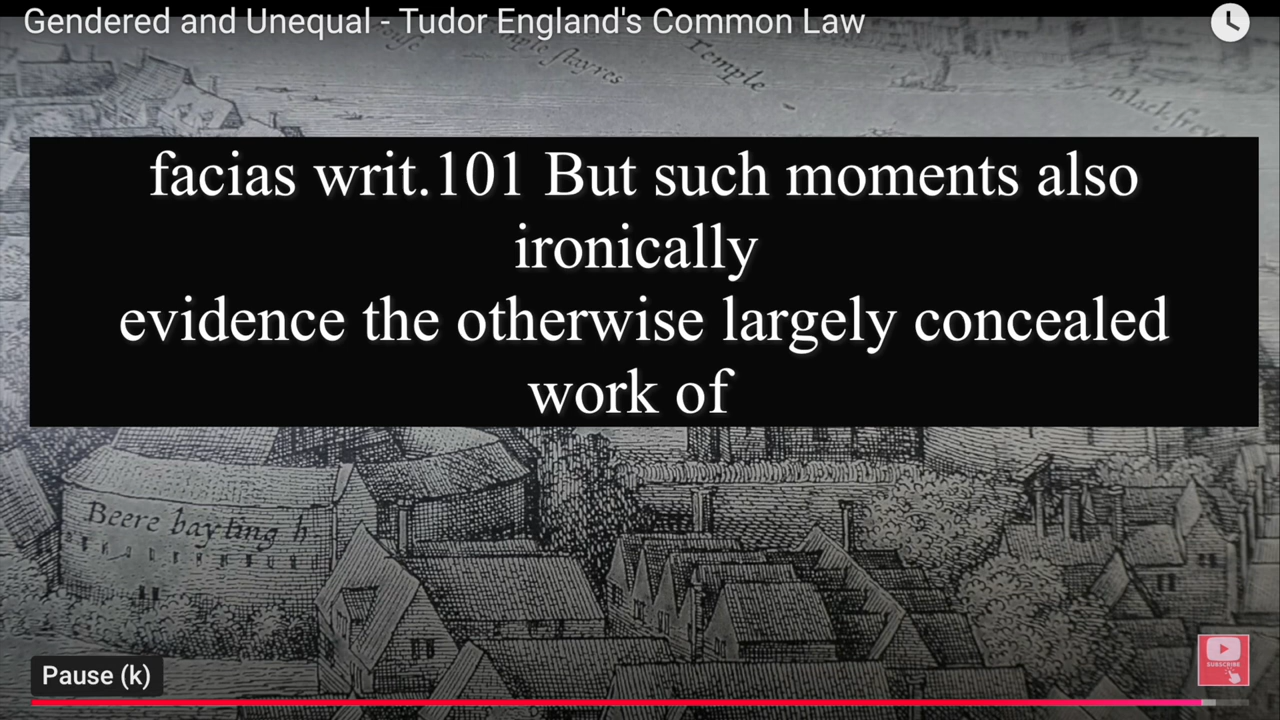 Gendered and Unequal - Tudor England's Common Law
Temple
facias writ.101 But such moments also
ironically
evidence the otherwise largely concealed
work of
Beere bayting h
Pause (k)
SUBSCRIBE